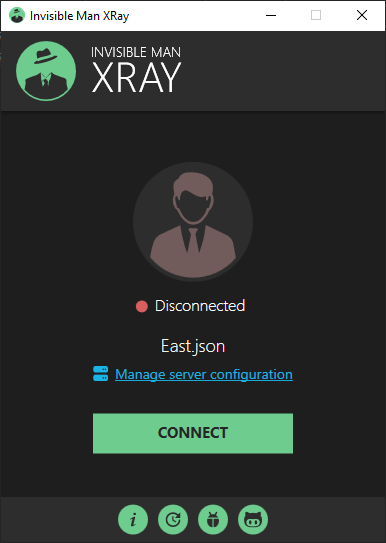 Invisible Man XRay
INVISIBLE MAN
XRAY
Disconnected
East.json
Manage server configuration
CONNECT
i